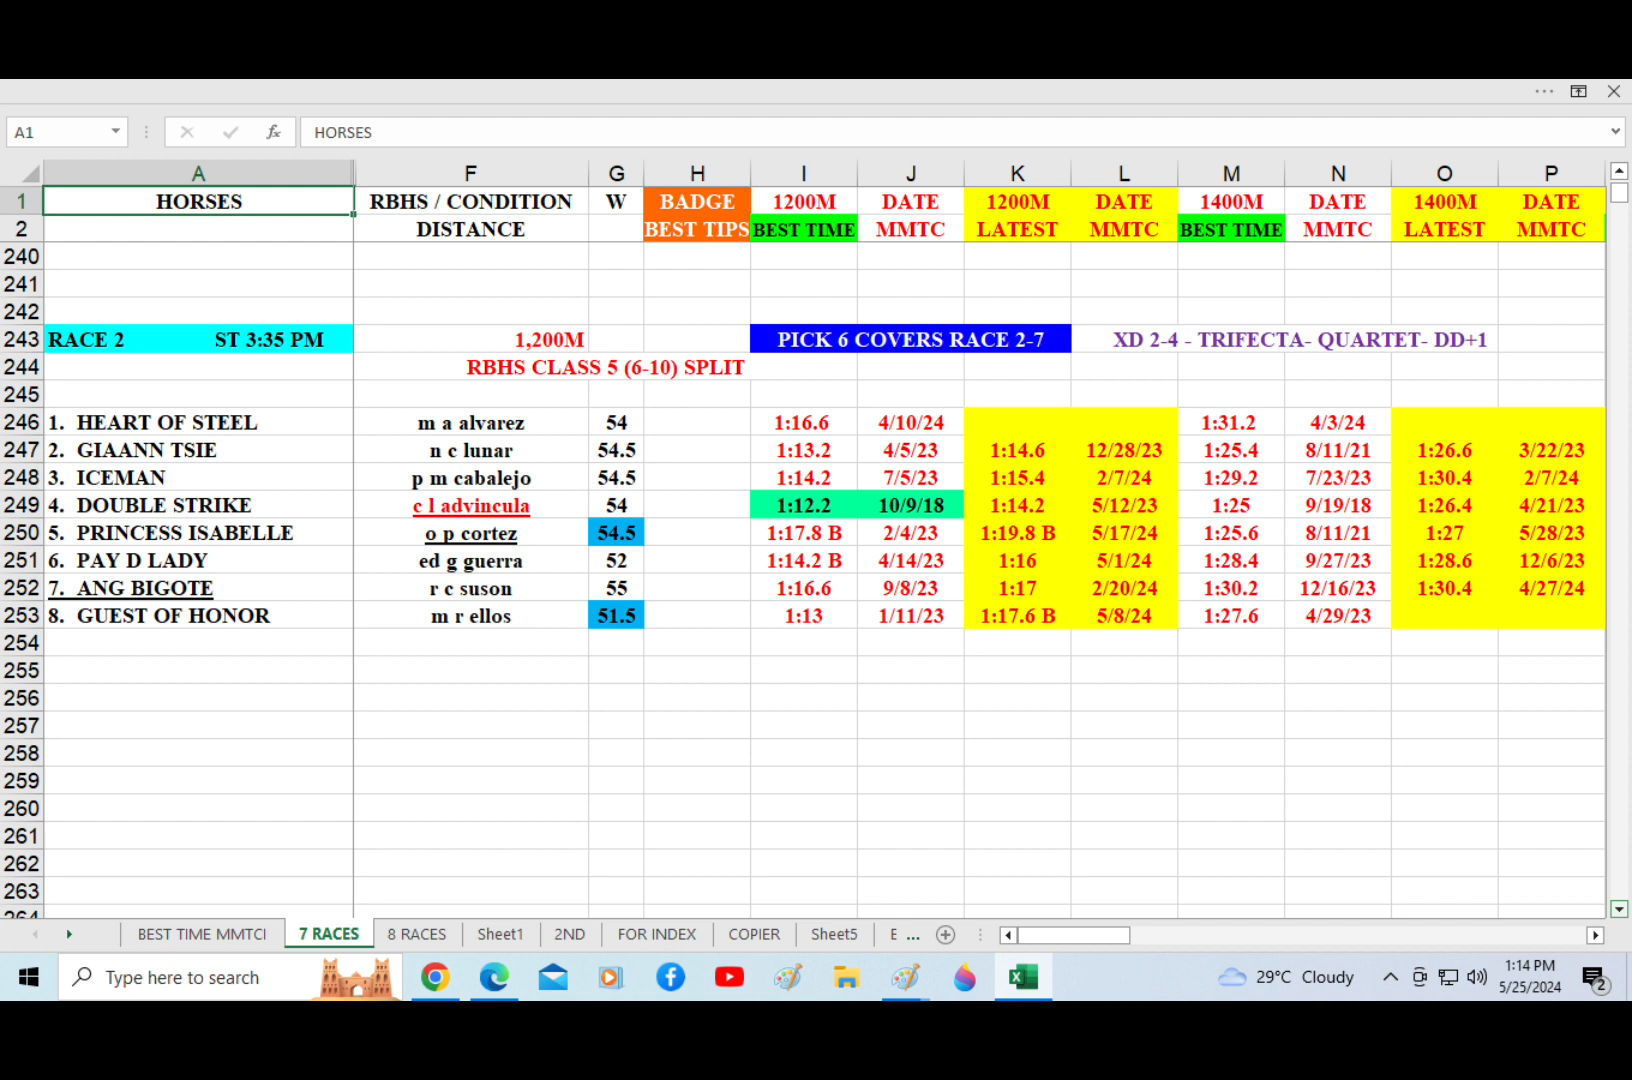 A1 fx HORSES
A F G H I J K L M N O P
1 HORSES RBHS / CONDITION W BADGE 1200M DATE 1200M DATE 1400M DATE 1400M DATE
2 DISTANCE BEST TIPS BEST TIME MMTC LATEST MMTC BEST TIME MMTC LATEST MMTC
240
241
242
243 RACE 2 ST 3:35 PM 1,200M PICK 6 COVERS RACE 2-7 XD 2-4 - TRIFECTA- QUARTET- DD+1
244 RBHS CLASS 5 (6-10) SPLIT
245
246 1. HEART OF STEEL m a alvarez 54 1:16.6 4/10/24 1:31.2 4/3/24
247 2. GIAANN TSIE n c lunar 54.5 1:13.2 4/5/23 1:14.6 12/28/23 1:25.4 8/11/21 1:26.6 3/22/23
248 3. ICEMAN p m cabalejo 54.5 1:14.2 7/5/23 1:15.4 2/7/24 1:29.2 7/23/23 1:30.4 2/7/24
249 4. DOUBLE STRIKE c l advincula 54 1:12.2 10/9/18 1:14.2 5/12/23 1:25 9/19/18 1:26.4 4/21/23
250 5. PRINCESS ISABELLE o p cortez 54.5 1:17.8 B 2/4/23 1:19.8 B 5/17/24 1:25.6 8/11/21 1:27 5/28/23
251 6. PAY D LADY ed g guerra 52 1:14.2 B 4/14/23 1:16 5/1/24 1:28.4 9/27/23 1:28.6 12/6/23
252 7. ANG BIGOTE r c suson 55 1:16.6 9/8/23 1:17 2/20/24 1:30.2 12/16/23 1:30.4 4/27/24
253 8. GUEST OF HONOR m r ellos 51.5 1:13 1/11/23 1:17.6 B 5/8/24 1:27.6 4/29/23
254
255
256
257
258
259
260
261
262
263
264
BEST TIME MMTCI 7 RACES 8 RACES Sheet1 2ND FOR INDEX COPIER Sheet5 E ...
Type here to search 29°C Cloudy 1:14 PM
5/25/2024 2